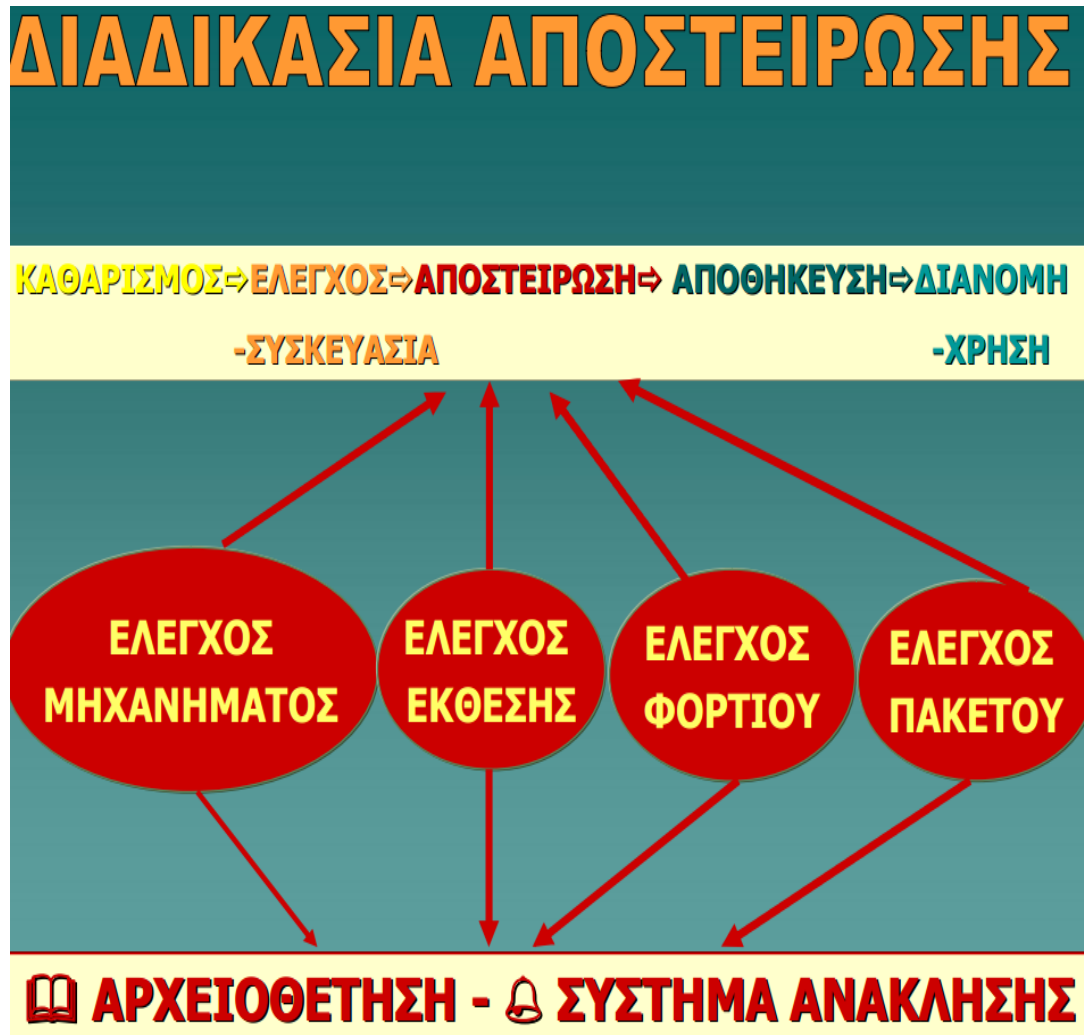 ΔΙΑΔΙΚΑΣΙΑ ΑΠΟΣΤΕΙΡΩΣΗΣ
ΚΑΘΑΡΙΣΜΟΣ⇨ΕΛΕΓΧΟΣ⇨ΑΠΟΣΤΕΙΡΩΣΗ⇨ ΑΠΟΘΗΚΕΥΣΗ⇨ΔΙΑΝΟΜΗ
-ΣΥΣΚΕΥΑΣΙΑ -ΧΡΗΣΗ
ΕΛΕΓΧΟΣ
ΜΗΧΑΝΗΜΑΤΟΣ
ΕΛΕΓΧΟΣ
ΕΚΘΕΣΗΣ
ΕΛΕΓΧΟΣ
ΦΟΡΤΙΟΥ
ΕΛΕΓΧΟΣ
ΠΑΚΕΤΟΥ
🕮 ΑΡΧΕΙΟΘΕΤΗΣΗ - 🔔 ΣΥΣΤΗΜΑ ΑΝΑΚΛΗΣΗΣ